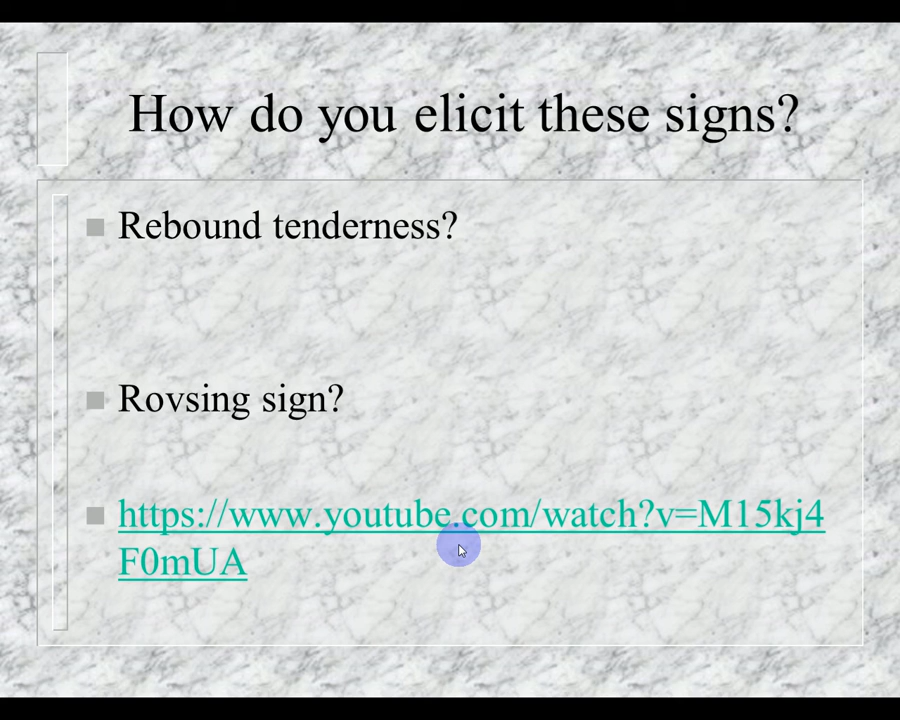 How do you elicit these signs?
Rebound tenderness?
Rovsing sign?
https://www.youtube.com/watch?v=M15kj4
F0mUA